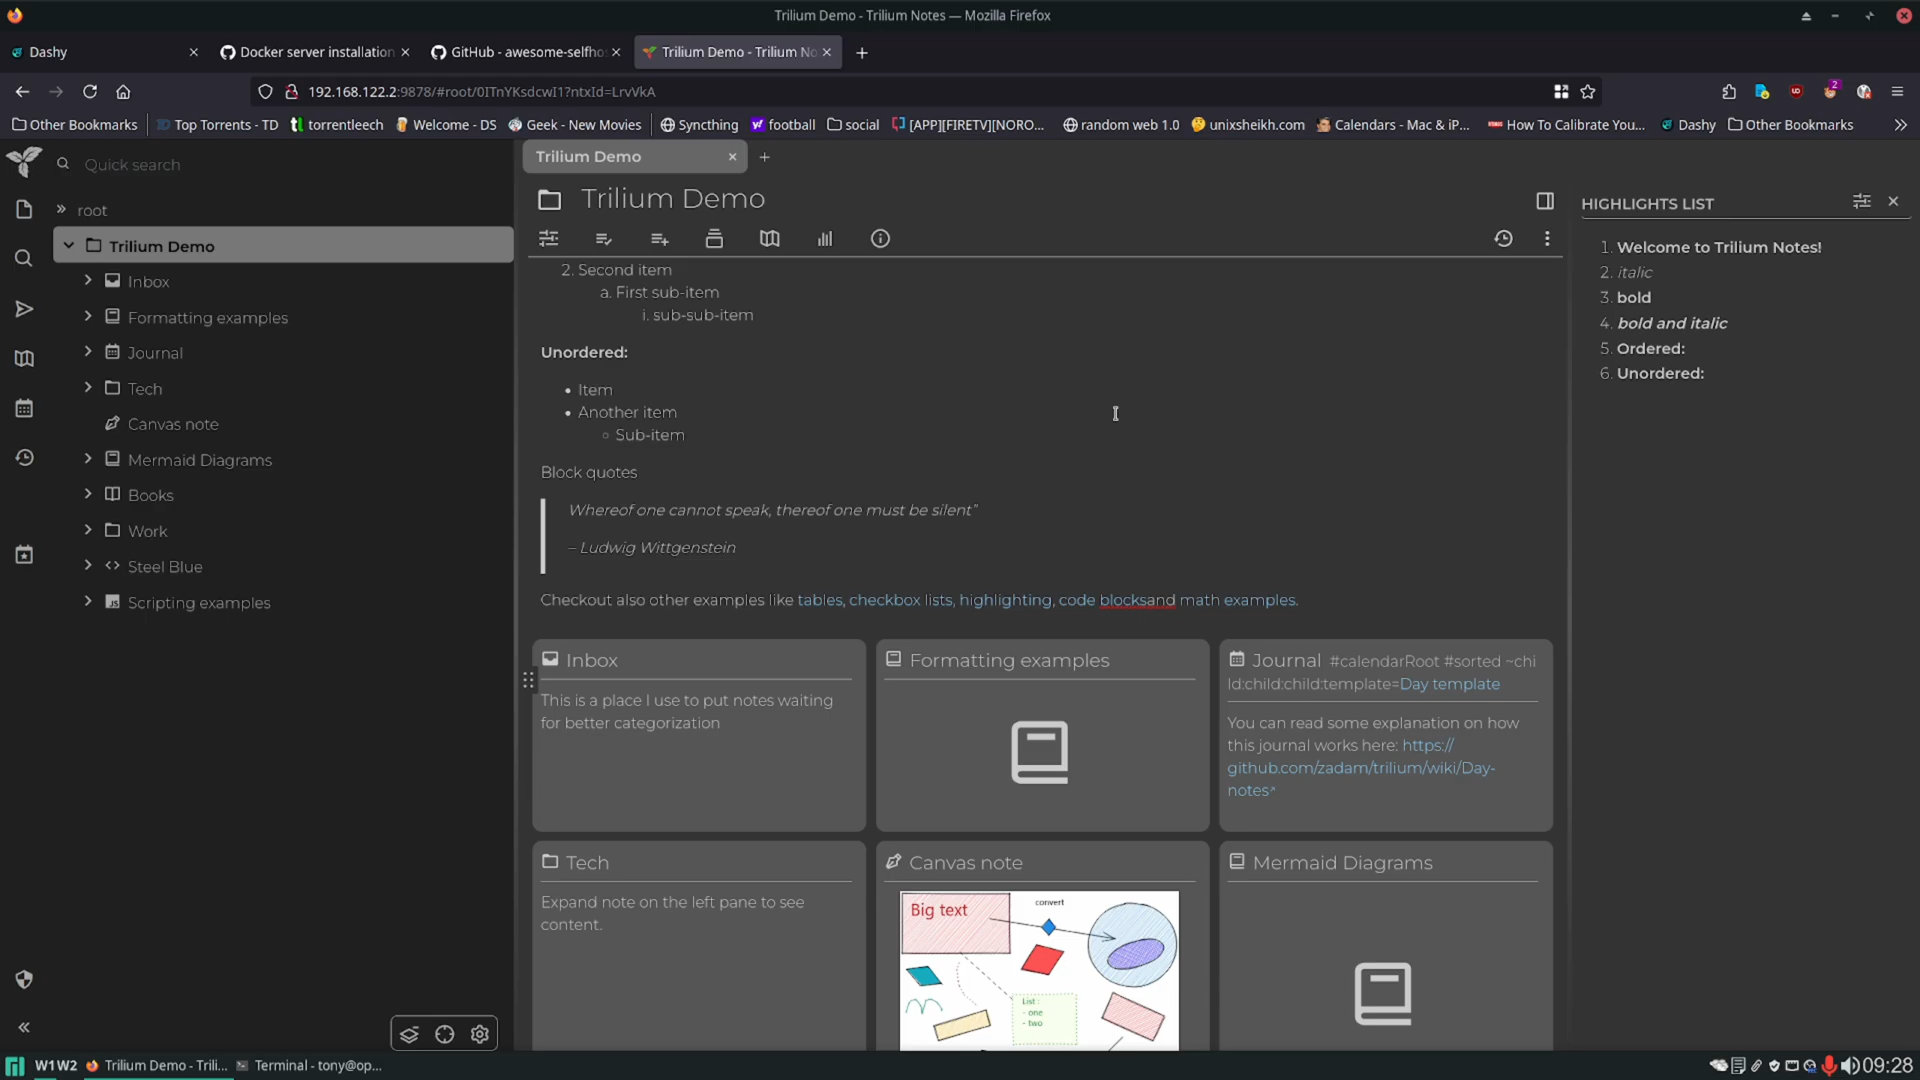 Trilium Demo - Trilium Notes — Mozilla Firefox
Dashy
Docker server installation
GitHub - awesome-selfho
Trilium Demo - Trilium No
192.168.122.2:9878/#root/0ITnYKsdcwI1?ntxId=LrvVkA
2
Other Bookmarks
Top Torrents - TD
torrentleech
Welcome - DS
Geek - New Movies
Syncthing
football
social
[APP][FIRETV][NORO...
random web 1.0
unixsheikh.com
Calendars - Mac & iP...
How To Calibrate You...
Dashy
Other Bookmarks
Quick search
root
Trilium Demo
Inbox
Formatting examples
Journal
Tech
Canvas note
Mermaid Diagrams
Books
Work
Steel Blue
Scripting examples
Trilium Demo
Trilium Demo
2. Second item
a. First sub-item
i. sub-sub-item
Unordered:
• Item
• Another item
◦ Sub-item
Block quotes
Whereof one cannot speak, thereof one must be silent”
– Ludwig Wittgenstein
Checkout also other examples like tables, checkbox lists, highlighting, code blocksand math examples.
Inbox
This is a place I use to put notes waiting
for better categorization
Formatting examples
Journal #calendarRoot #sorted ~chi
ld:child:child:template=Day template
You can read some explanation on how
this journal works here: https://
github.com/zadam/trilium/wiki/Day-
notes^
Tech
Expand note on the left pane to see
content.
Canvas note
Big text
convert
List :
- one
- two
Mermaid Diagrams
HIGHLIGHTS LIST
1. Welcome to Trilium Notes!
2. italic
3. bold
4. bold and italic
5. Ordered:
6. Unordered:
W1W2
Trilium Demo - Trili...
Terminal - tony@op...
09:28